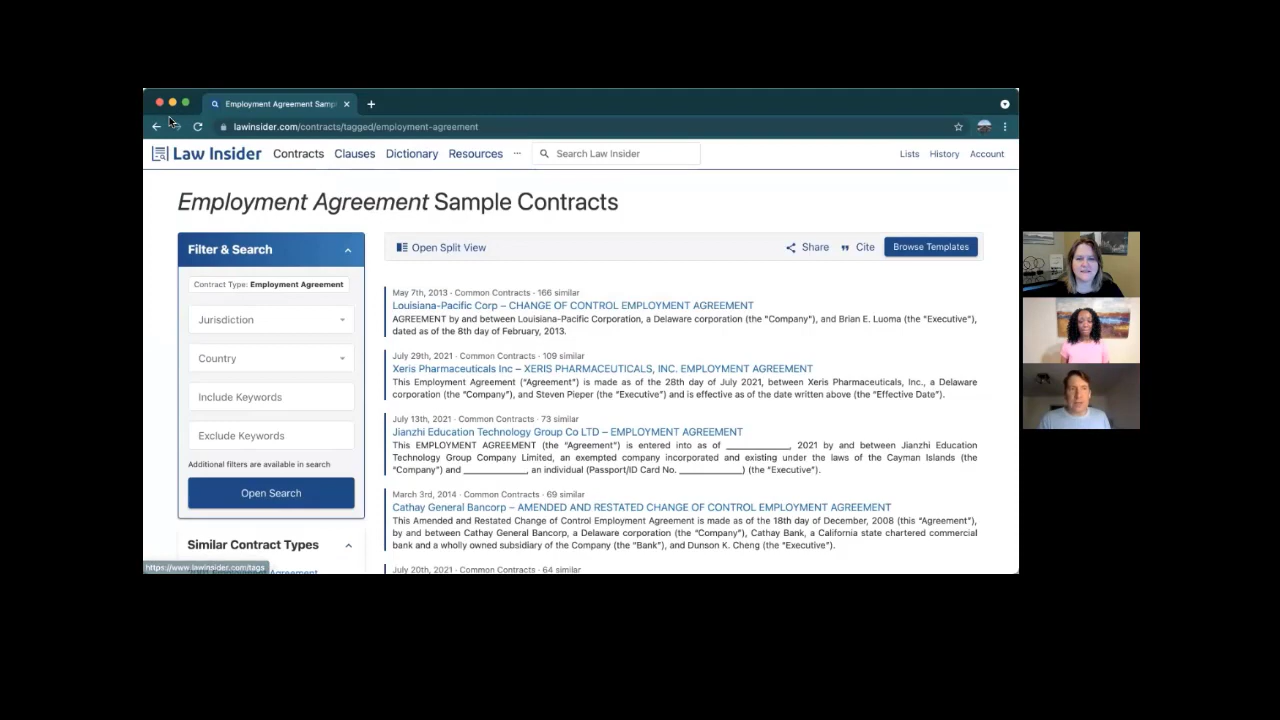 Employment Agreement Samp
lawinsider.com/contracts/tagged/employment-agreement
Law Insider Contracts Clauses Dictionary Resources ... Search Law Insider Lists History Account
Employment Agreement Sample Contracts
Filter & Search
Contract Type: Employment Agreement
Jurisdiction
Country
Include Keywords
Exclude Keywords
Additional filters are available in search
Open Search
Similar Contract Types
https://www.lawinsider.com/tags
Open Split View Share Cite Browse Templates
May 7th, 2013 · Common Contracts · 166 similar
Louisiana-Pacific Corp – CHANGE OF CONTROL EMPLOYMENT AGREEMENT
AGREEMENT by and between Louisiana-Pacific Corporation, a Delaware corporation (the "Company"), and Brian E. Luoma (the "Executive"),
dated as of the 8th day of February, 2013.
July 29th, 2021 · Common Contracts · 109 similar
Xeris Pharmaceuticals Inc – XERIS PHARMACEUTICALS, INC. EMPLOYMENT AGREEMENT
This Employment Agreement ("Agreement") is made as of the 28th day of July 2021, between Xeris Pharmaceuticals, Inc., a Delaware
corporation (the "Company"), and Steven Pieper (the "Executive") and is effective as of the date written above (the "Effective Date").
July 13th, 2021 · Common Contracts · 73 similar
Jianzhi Education Technology Group Co LTD – EMPLOYMENT AGREEMENT
This EMPLOYMENT AGREEMENT (the "Agreement") is entered into as of ____________, 2021 by and between Jianzhi Education
Technology Group Company Limited, an exempted company incorporated and existing under the laws of the Cayman Islands (the
"Company") and ____________, an individual (Passport/ID Card No. ____________) (the "Executive").
March 3rd, 2014 · Common Contracts · 69 similar
Cathay General Bancorp – AMENDED AND RESTATED CHANGE OF CONTROL EMPLOYMENT AGREEMENT
This Amended and Restated Change of Control Employment Agreement is made as of the 18th day of December, 2008 (this "Agreement"),
by and between Cathay General Bancorp, a Delaware corporation (the "Company"), Cathay Bank, a California state chartered commercial
bank and a wholly owned subsidiary of the Company (the "Bank"), and Dunson K. Cheng (the "Executive").
July 20th, 2021 · Common Contracts · 64 similar